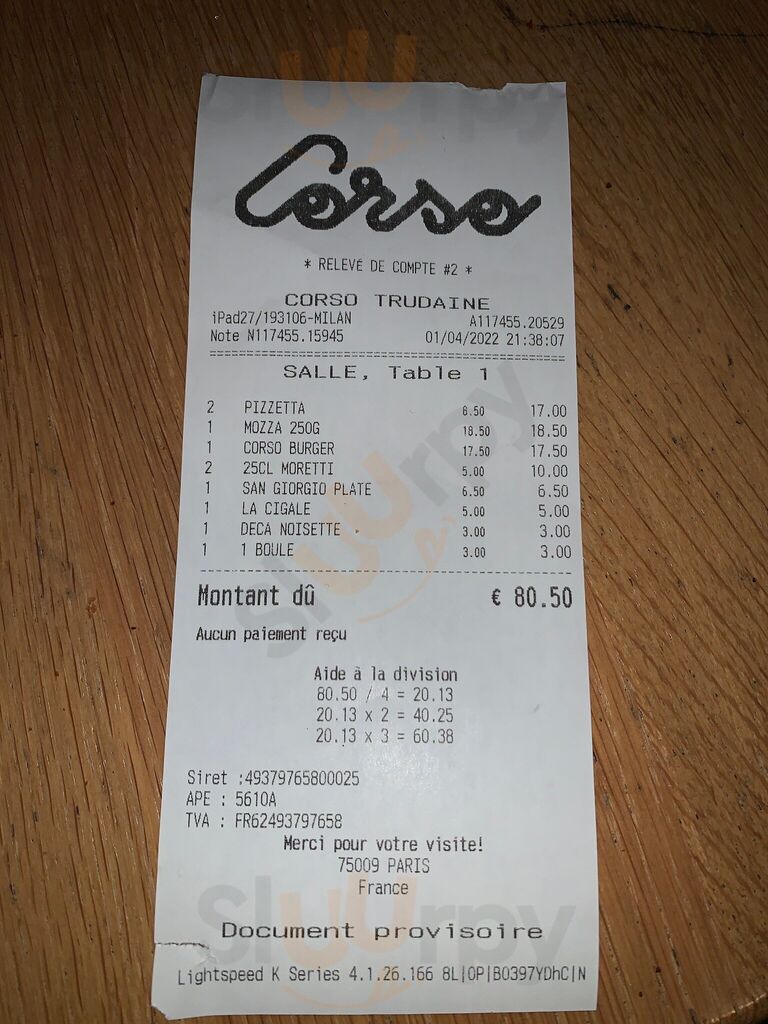 Corso
* RELEVÉ DE COMPTE #2 *
CORSO TRUDAINE
iPad27/193106-MILAN A117455.20529
Note N117455.15945 01/04/2022 21:38:07
SALLE, Table 1
2 PIZZETTA 8.50 17.00
1 MOZZA 250G 18.50 18.50
1 CORSO BURGER 17.50 17.50
2 25CL MORETTI 5.00 10.00
1 SAN GIORGIO PLATE 6.50 6.50
1 LA CIGALE 5.00 5.00
1 DECA NOISETTE 3.00 3.00
1 1 BOULE 3.00 3.00
Montant dû € 80.50
Aucun paiement reçu
Aide à la division
80.50 / 4 = 20.13
20.13 x 2 = 40.25
20.13 x 3 = 60.38
Siret :49379765800025
APE : 5610A
TVA : FR62493797658
Merci pour votre visite!
75009 PARIS
France
Document provisoire
Lightspeed K Series 4.1.26.166 8L|OP|B0397YDhC|N
Sluurpy
Sluurpy
Sluurpy